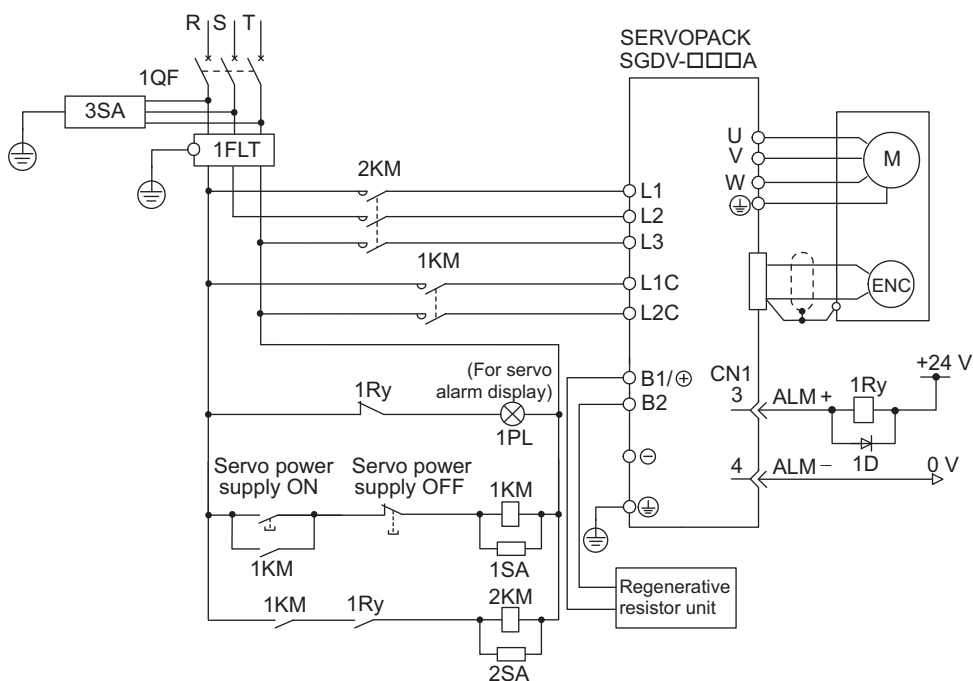 R S T
SERVOPACK
SGDV-□□□A
1QF
3SA
1FLT
2KM
U
V
W
M
L1
L2
L3
1KM
L1C
L2C
ENC
+24 V
(For servo
alarm display)
1Ry
1PL
B1/⊕
B2
CN1
3
ALM +
1Ry
1D
⊖
4
ALM −
0 V
Servo power
supply ON
Servo power
supply OFF
1KM
1KM
1SA
1KM
1Ry
2KM
2SA
Regenerative
resistor unit